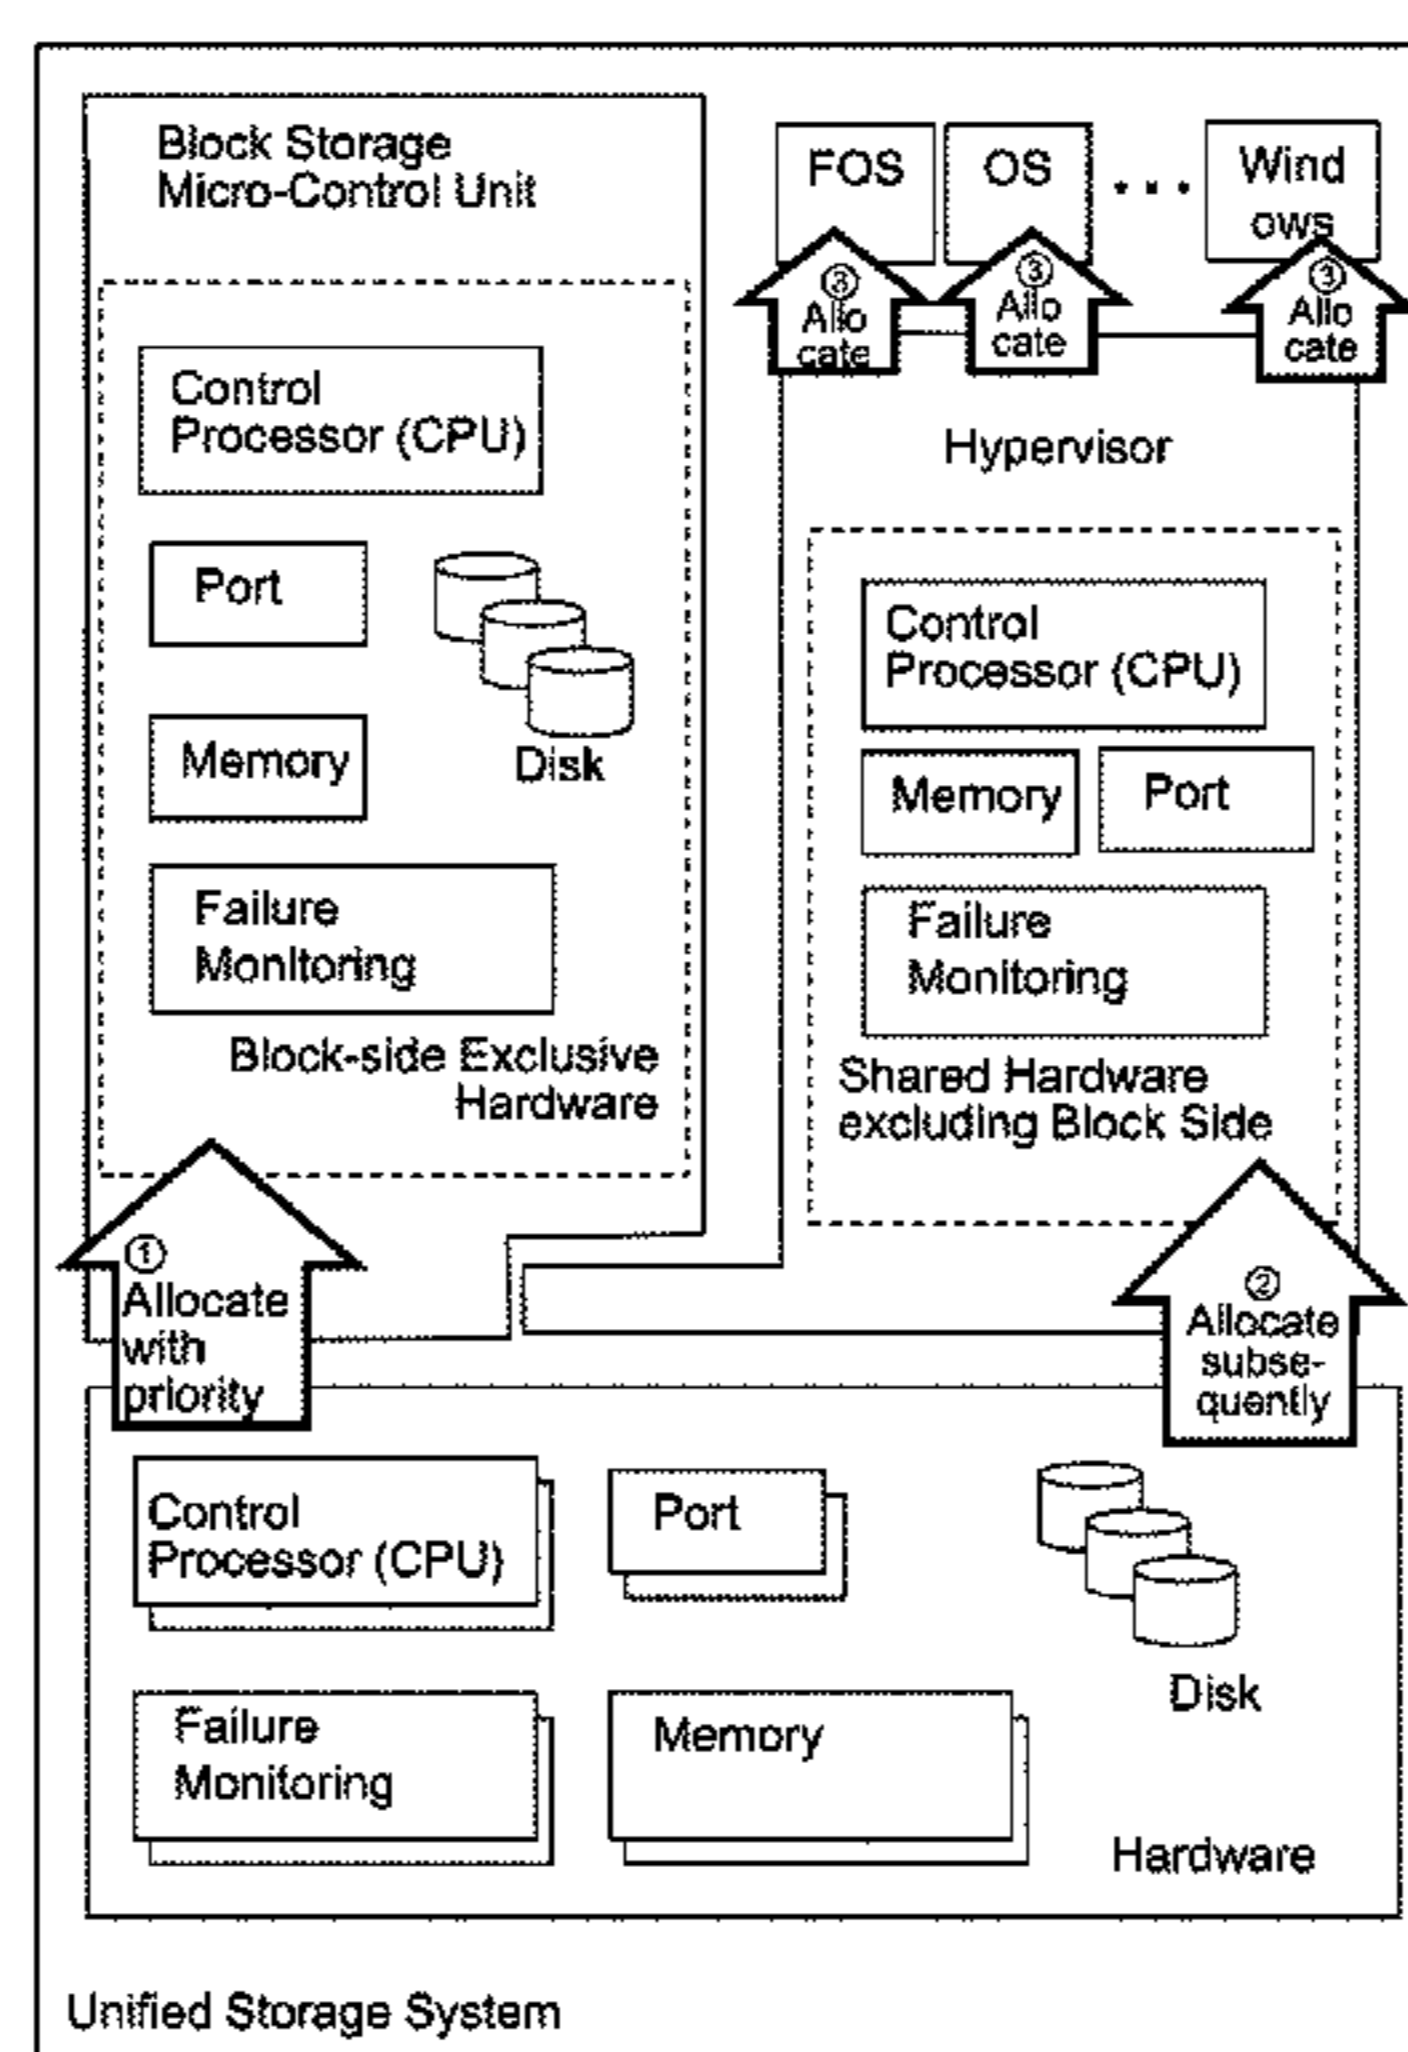 Block Storage
Micro-Control Unit
Control
Processor (CPU)
Port
Memory
Disk
Failure
Monitoring
Block-side Exclusive
Hardware
FOS
OS
...
Wind
ows
③
Allo
cate
③
Allo
cate
③
Allo
cate
Hypervisor
Control
Processor (CPU)
Memory
Port
Failure
Monitoring
Shared Hardware
excluding Block Side
①
Allocate
with
priority
②
Allocate
subse-
quently
Control
Processor (CPU)
Port
Disk
Failure
Monitoring
Memory
Hardware
Unified Storage System